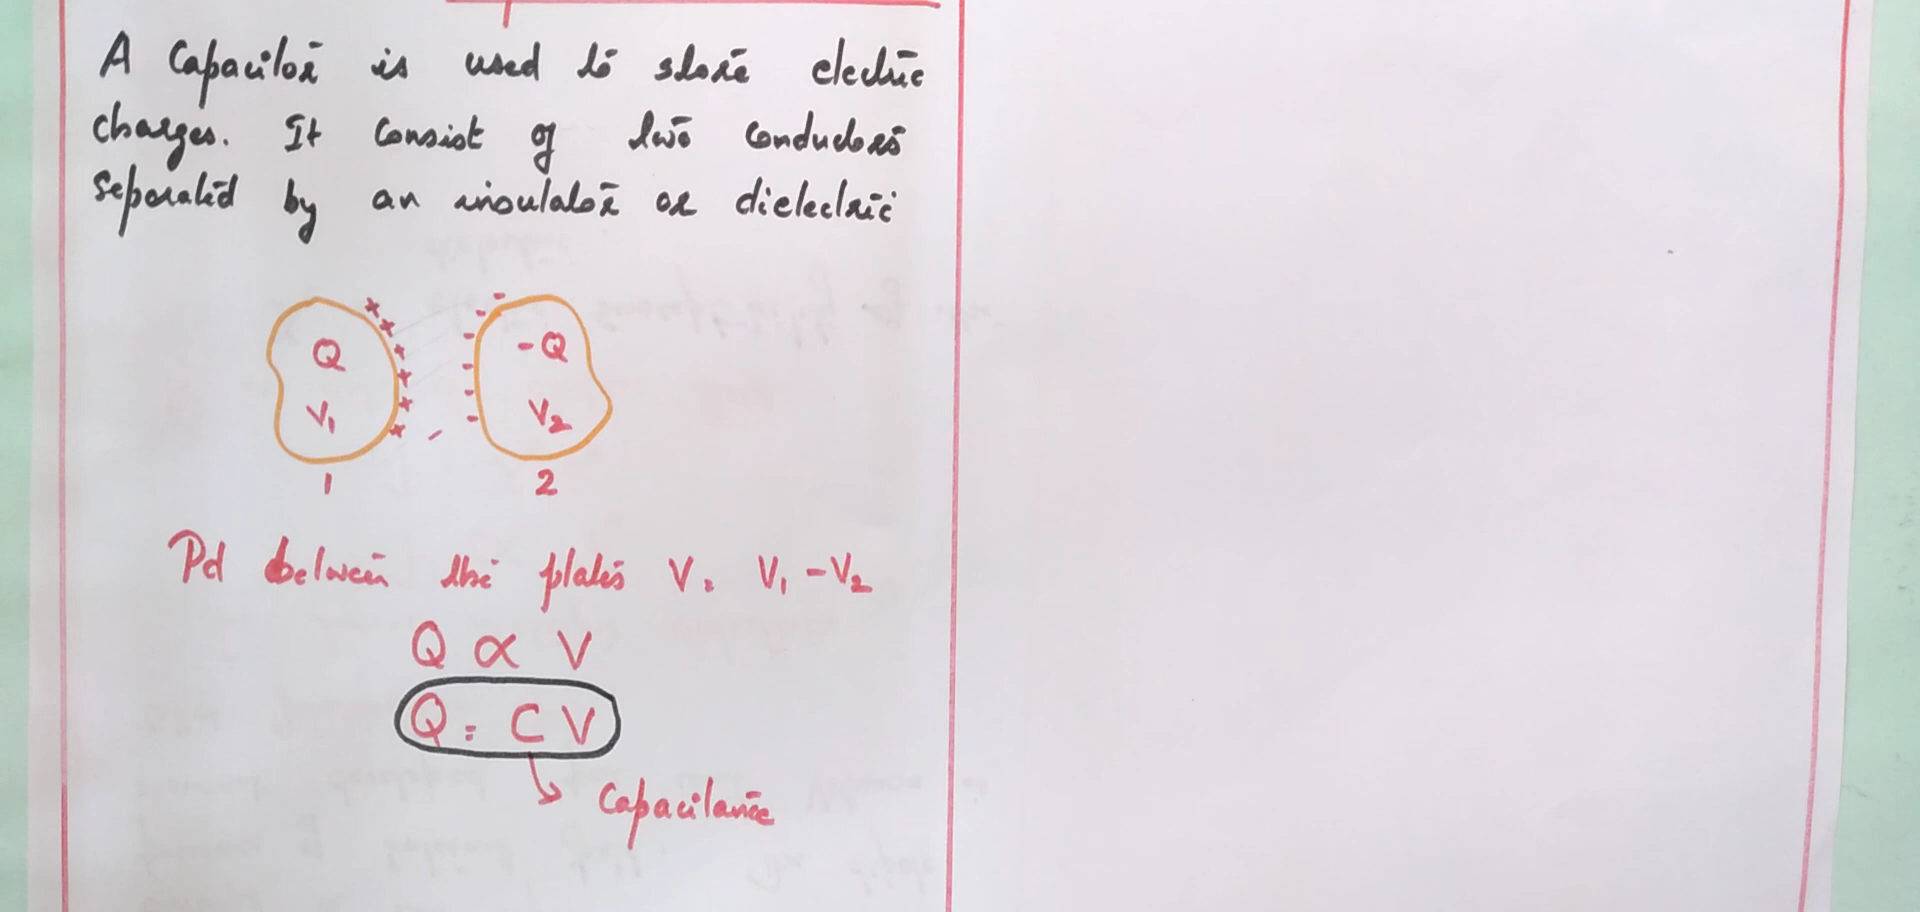 A Capacitor is used to store electric
charges. It Consist of two Conductors
Separated by an insulator or dielectric
Q
-Q
V₁
V₂
1
2
Pd between the plates V = V₁ - V₂
Q ∝ V
Q = C V
Capacitance